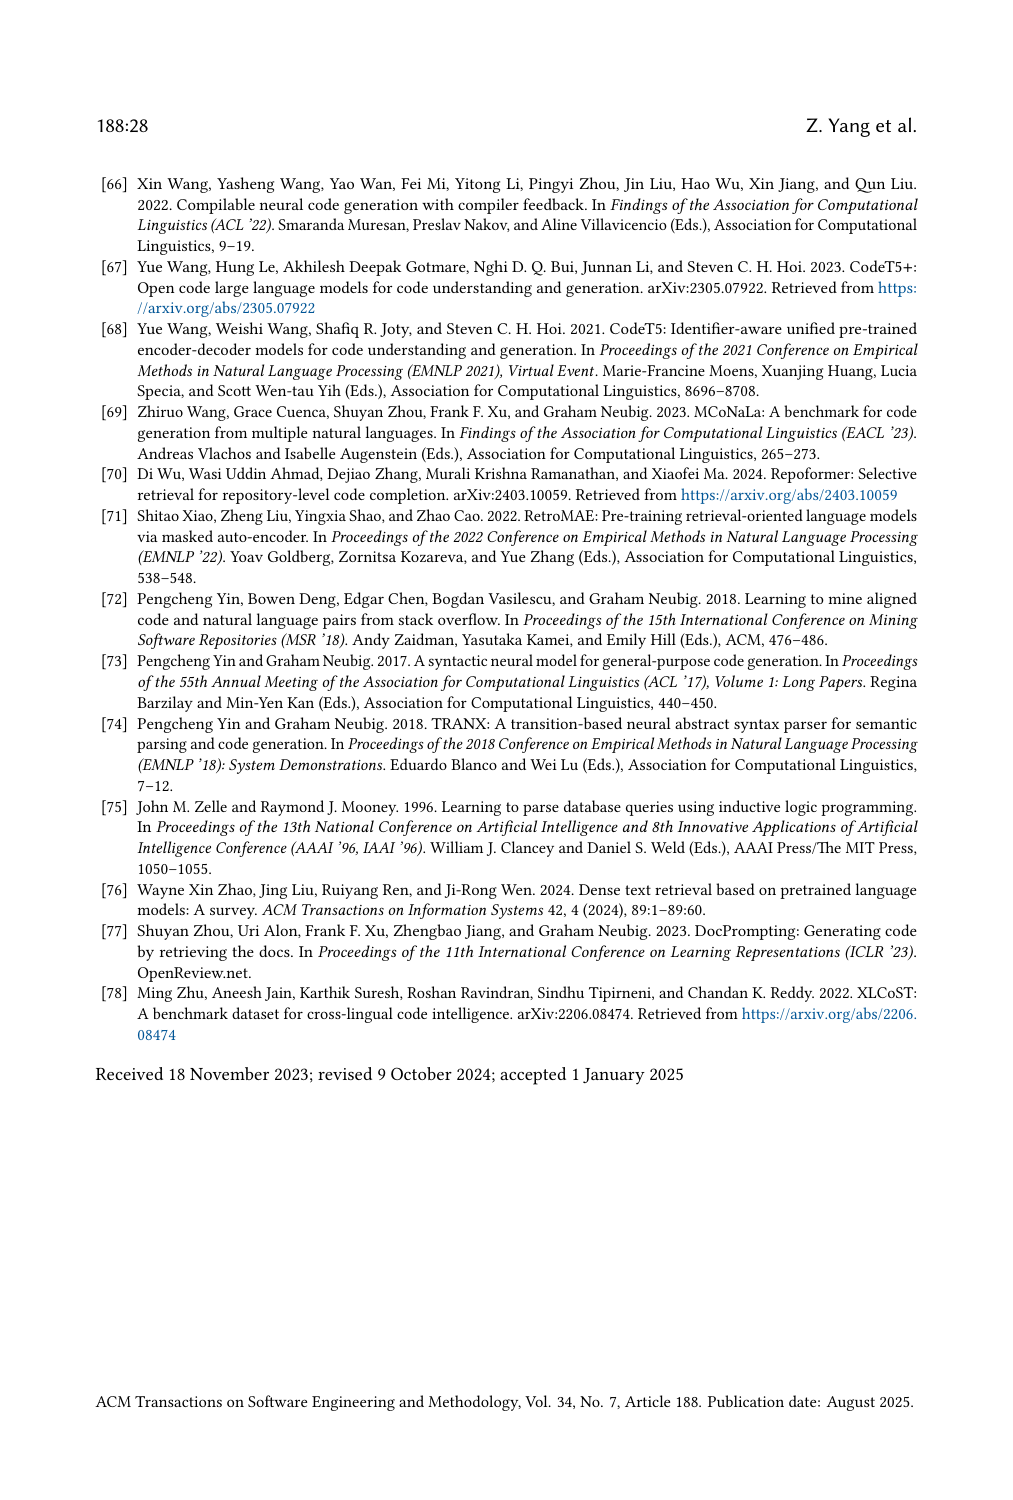 188:28
Z. Yang et al.
[66] Xin Wang, Yasheng Wang, Yao Wan, Fei Mi, Yitong Li, Pingyi Zhou, Jin Liu, Hao Wu, Xin Jiang, and Qun Liu.
2022. Compilable neural code generation with compiler feedback. In Findings of the Association for Computational
Linguistics (ACL ’22). Smaranda Muresan, Preslav Nakov, and Aline Villavicencio (Eds.), Association for Computational
Linguistics, 9–19.
[67] Yue Wang, Hung Le, Akhilesh Deepak Gotmare, Nghi D. Q. Bui, Junnan Li, and Steven C. H. Hoi. 2023. CodeT5+:
Open code large language models for code understanding and generation. arXiv:2305.07922. Retrieved from https:
//arxiv.org/abs/2305.07922
[68] Yue Wang, Weishi Wang, Shafiq R. Joty, and Steven C. H. Hoi. 2021. CodeT5: Identifier-aware unified pre-trained
encoder-decoder models for code understanding and generation. In Proceedings of the 2021 Conference on Empirical
Methods in Natural Language Processing (EMNLP 2021), Virtual Event. Marie-Francine Moens, Xuanjing Huang, Lucia
Specia, and Scott Wen-tau Yih (Eds.), Association for Computational Linguistics, 8696–8708.
[69] Zhiruo Wang, Grace Cuenca, Shuyan Zhou, Frank F. Xu, and Graham Neubig. 2023. MCoNaLa: A benchmark for code
generation from multiple natural languages. In Findings of the Association for Computational Linguistics (EACL ’23).
Andreas Vlachos and Isabelle Augenstein (Eds.), Association for Computational Linguistics, 265–273.
[70] Di Wu, Wasi Uddin Ahmad, Dejiao Zhang, Murali Krishna Ramanathan, and Xiaofei Ma. 2024. Repoformer: Selective
retrieval for repository-level code completion. arXiv:2403.10059. Retrieved from https://arxiv.org/abs/2403.10059
[71] Shitao Xiao, Zheng Liu, Yingxia Shao, and Zhao Cao. 2022. RetroMAE: Pre-training retrieval-oriented language models
via masked auto-encoder. In Proceedings of the 2022 Conference on Empirical Methods in Natural Language Processing
(EMNLP ’22). Yoav Goldberg, Zornitsa Kozareva, and Yue Zhang (Eds.), Association for Computational Linguistics,
538–548.
[72] Pengcheng Yin, Bowen Deng, Edgar Chen, Bogdan Vasilescu, and Graham Neubig. 2018. Learning to mine aligned
code and natural language pairs from stack overflow. In Proceedings of the 15th International Conference on Mining
Software Repositories (MSR ’18). Andy Zaidman, Yasutaka Kamei, and Emily Hill (Eds.), ACM, 476–486.
[73] Pengcheng Yin and Graham Neubig. 2017. A syntactic neural model for general-purpose code generation. In Proceedings
of the 55th Annual Meeting of the Association for Computational Linguistics (ACL ’17), Volume 1: Long Papers. Regina
Barzilay and Min-Yen Kan (Eds.), Association for Computational Linguistics, 440–450.
[74] Pengcheng Yin and Graham Neubig. 2018. TRANX: A transition-based neural abstract syntax parser for semantic
parsing and code generation. In Proceedings of the 2018 Conference on Empirical Methods in Natural Language Processing
(EMNLP ’18): System Demonstrations. Eduardo Blanco and Wei Lu (Eds.), Association for Computational Linguistics,
7–12.
[75] John M. Zelle and Raymond J. Mooney. 1996. Learning to parse database queries using inductive logic programming.
In Proceedings of the 13th National Conference on Artificial Intelligence and 8th Innovative Applications of Artificial
Intelligence Conference (AAAI ’96, IAAI ’96). William J. Clancey and Daniel S. Weld (Eds.), AAAI Press/The MIT Press,
1050–1055.
[76] Wayne Xin Zhao, Jing Liu, Ruiyang Ren, and Ji-Rong Wen. 2024. Dense text retrieval based on pretrained language
models: A survey. ACM Transactions on Information Systems 42, 4 (2024), 89:1–89:60.
[77] Shuyan Zhou, Uri Alon, Frank F. Xu, Zhengbao Jiang, and Graham Neubig. 2023. DocPrompting: Generating code
by retrieving the docs. In Proceedings of the 11th International Conference on Learning Representations (ICLR ’23).
OpenReview.net.
[78] Ming Zhu, Aneesh Jain, Karthik Suresh, Roshan Ravindran, Sindhu Tipirneni, and Chandan K. Reddy. 2022. XLCoST:
A benchmark dataset for cross-lingual code intelligence. arXiv:2206.08474. Retrieved from https://arxiv.org/abs/2206.
08474
Received 18 November 2023; revised 9 October 2024; accepted 1 January 2025
ACM Transactions on Software Engineering and Methodology, Vol. 34, No. 7, Article 188. Publication date: August 2025.